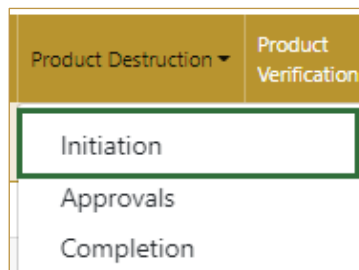 Product Destruction
Product
Verification
Initiation
Approvals
Completion